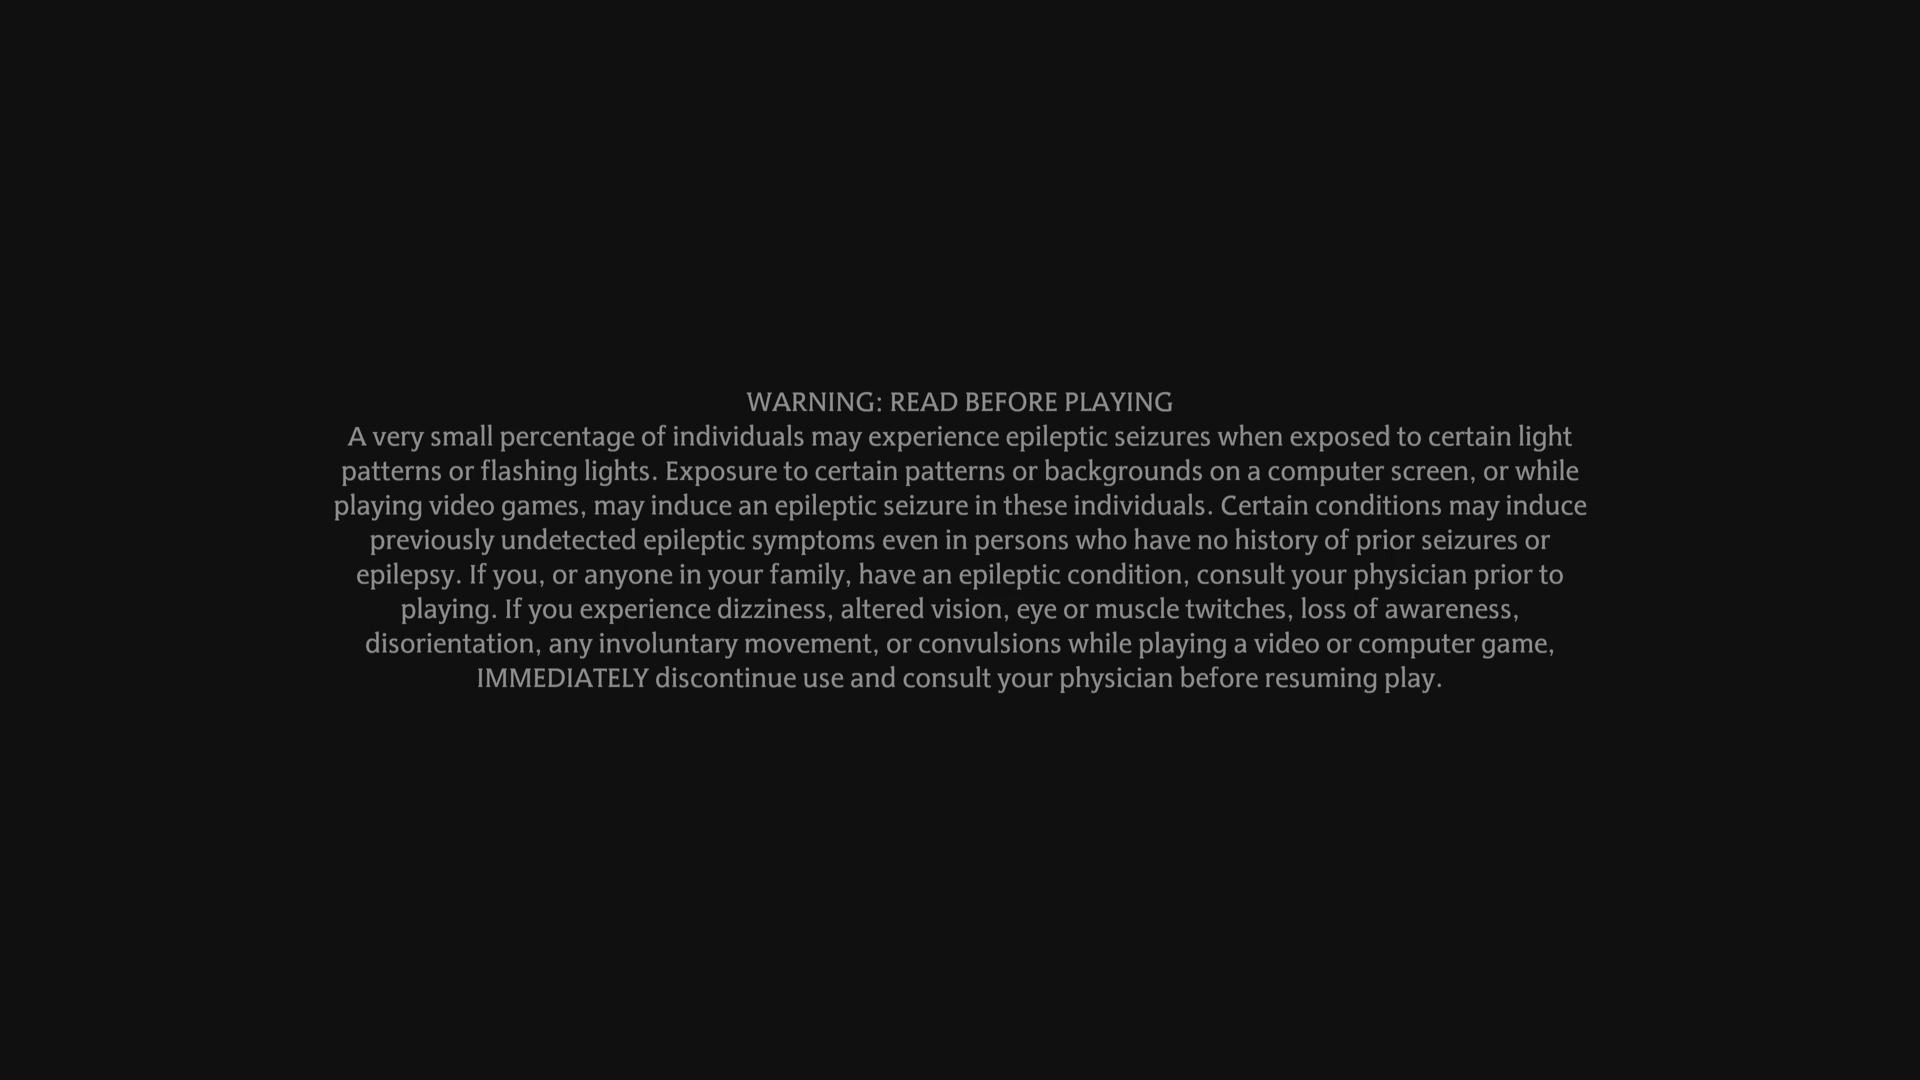 WARNING: READ BEFORE PLAYING
A very small percentage of individuals may experience epileptic seizures when exposed to certain light
patterns or flashing lights. Exposure to certain patterns or backgrounds on a computer screen, or while
playing video games, may induce an epileptic seizure in these individuals. Certain conditions may induce
previously undetected epileptic symptoms even in persons who have no history of prior seizures or
epilepsy. If you, or anyone in your family, have an epileptic condition, consult your physician prior to
playing. If you experience dizziness, altered vision, eye or muscle twitches, loss of awareness,
disorientation, any involuntary movement, or convulsions while playing a video or computer game,
IMMEDIATELY discontinue use and consult your physician before resuming play.